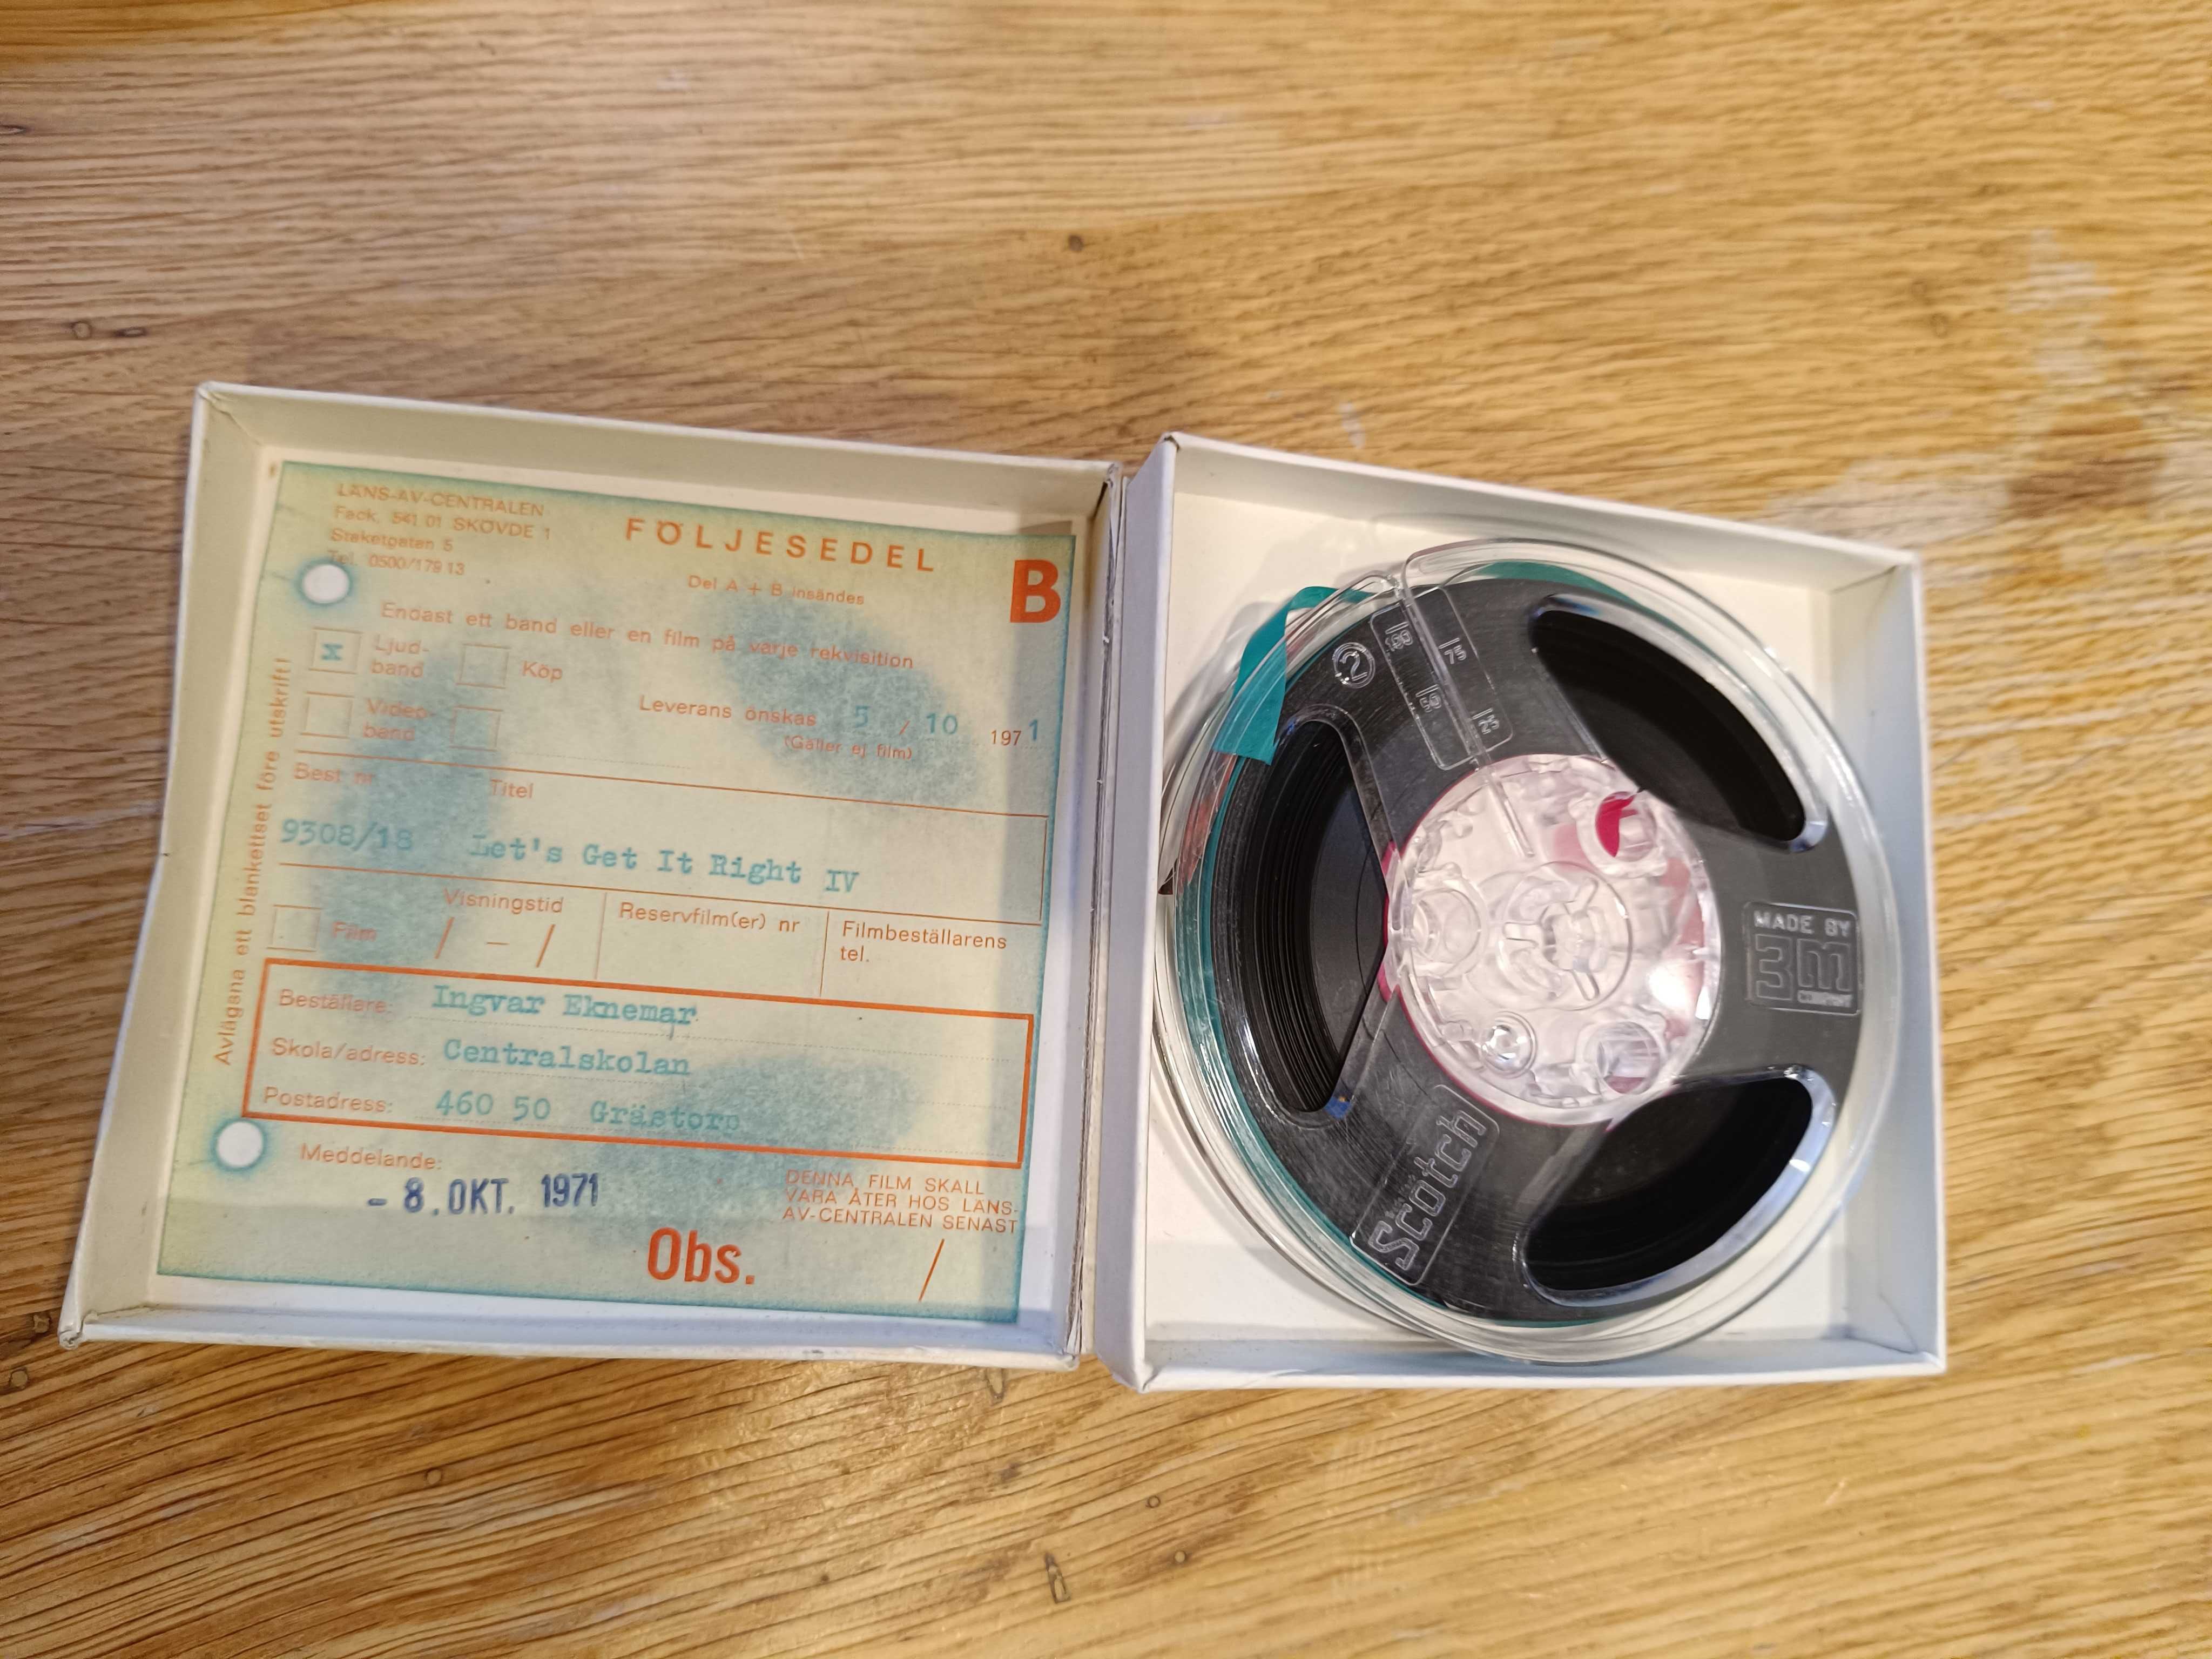 LÄNS-AV-CENTRALEN
Fack, 541 01 SKÖVDE 1
Staketgatan 5
Tel. 0500/179 13
FÖLJESEDEL
Del A + B insändes
B
Endast ett band eller en film på varje rekvisition
x Ljud-
band
Köp
Video-
band
Leverans önskas 5 / 10 1971
(Gäller ej film)
Best nr
Titel
9308/18 Let's Get It Right IV
Film
Visningstid
/ — /
Reservfilm(er) nr
Filmbeställarens
tel.
Beställare: Ingvar Eknemar
Skola/adress: Centralskolan
Postadress: 460 50 Grästorp
Meddelande:
- 8. OKT. 1971
DENNA FILM SKALL
VARA ÅTER HOS LÄNS-
AV-CENTRALEN SENAST
/
Obs.
Avlägsna ett blankettset före utskrift!
2
75
MADE BY
3M
COMPANY
Scotch